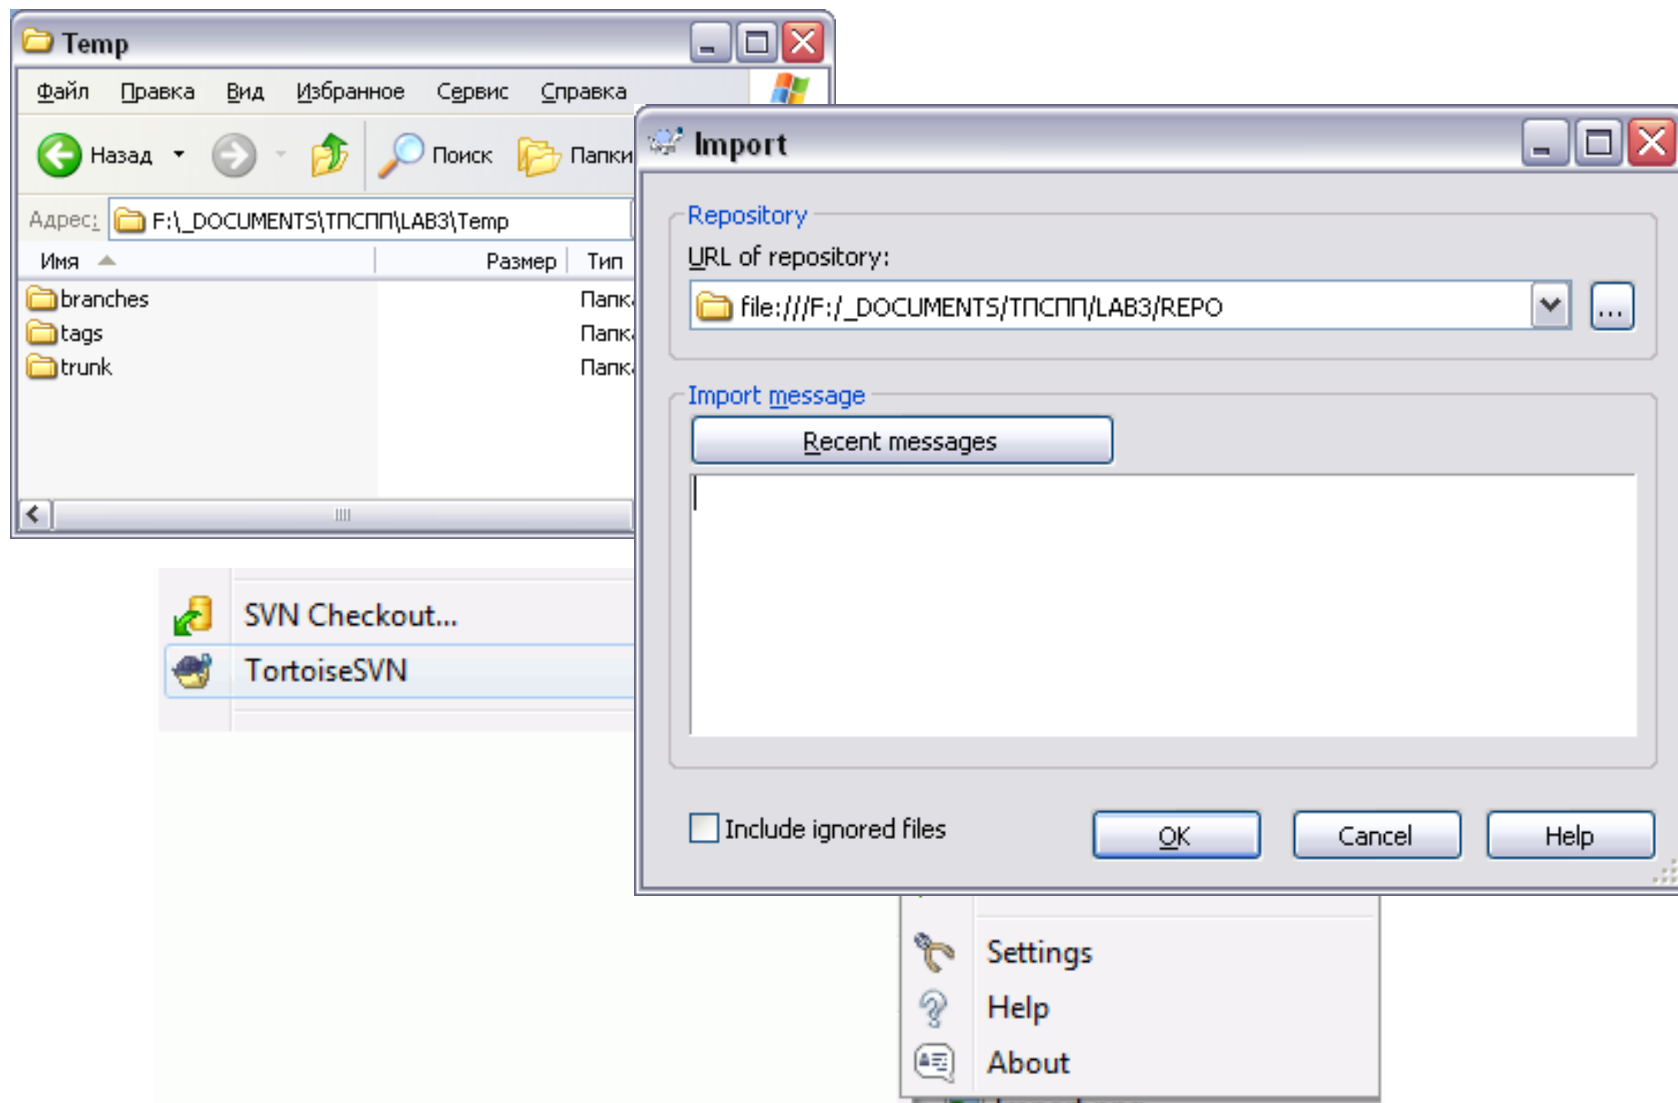 Temp
Файл Правка Вид Избранное Сервис Справка
Назад Поиск Папки
Адрес: F:\_DOCUMENTS\ТПСПП\LAB3\Temp
Имя Размер Тип
branches
tags
trunk
Import
Repository
URL of repository:
file:///F:/_DOCUMENTS/ТПСПП/LAB3/REPO
...
Import message
Recent messages
Include ignored files
OK Cancel Help
SVN Checkout...
TortoiseSVN
Settings
Help
About